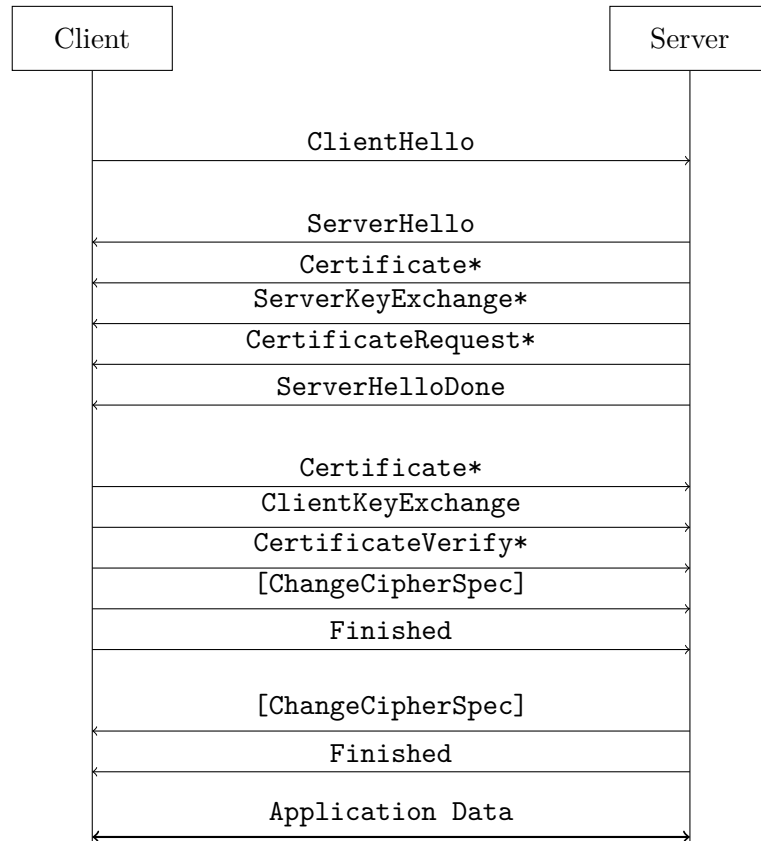 Client
Server
ClientHello
ServerHello
Certificate*
ServerKeyExchange*
CertificateRequest*
ServerHelloDone
Certificate*
ClientKeyExchange
CertificateVerify*
[ChangeCipherSpec]
Finished
[ChangeCipherSpec]
Finished
Application Data